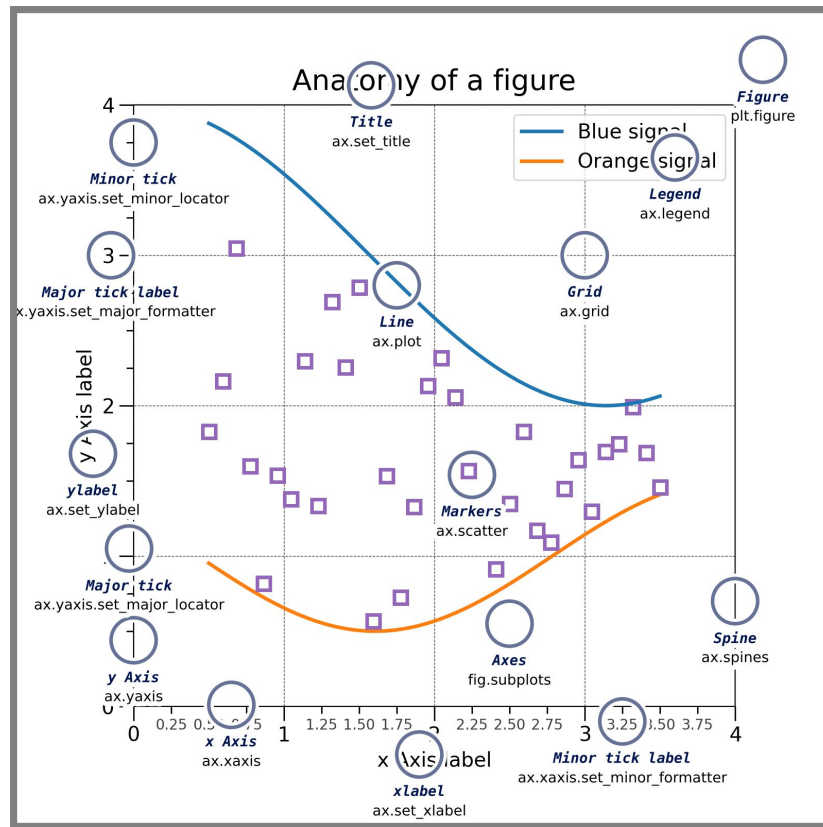 Anatomy of a figure
Figure
plt.figure
Title
ax.set_title
4
Blue signal
Orange signal
Legend
ax.legend
Minor tick
ax.yaxis.set_minor_locator
3
Major tick label
x.yaxis.set_major_formatter
Grid
ax.grid
Line
ax.plot
y Axis label
2
ylabel
ax.set_ylabel
Markers
ax.scatter
Major tick
ax.yaxis.set_major_locator
Axes
fig.subplots
Spine
ax.spines
y Axis
ax.yaxis
0
0 0.25 1 1.25 1.50 1.75 2 2.25 2.50 2.75 3 3.25 3.50 3.75 4
x Axis
ax.xaxis
x Axis label
xlabel
ax.set_xlabel
Minor tick label
ax.xaxis.set_minor_formatter